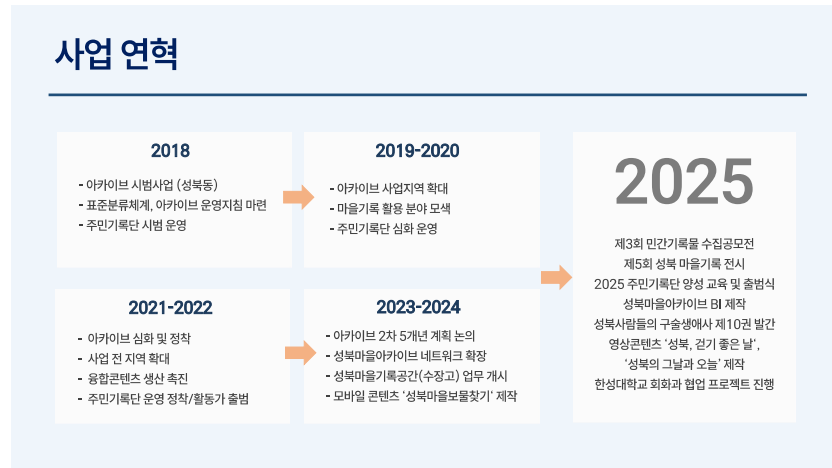 사업 연혁
2018
- 아카이브 시범사업 (성북동)
- 표준분류체계, 아카이브 운영지침 마련
- 주민기록단 시범 운영
2019-2020
- 아카이브 사업지역 확대
- 마을기록 활용 분야 모색
- 주민기록단 심화 운영
2021-2022
- 아카이브 심화 및 정착
- 사업 전 지역 확대
- 융합콘텐츠 생산 촉진
- 주민기록단 운영 정착/활동가 출범
2023-2024
- 아카이브 2차 5개년 계획 논의
- 성북마을아카이브 네트워크 확장
- 성북마을기록공간(수장고) 업무 개시
- 모바일 콘텐츠 '성북마을보물찾기' 제작
2025
제3회 민간기록물 수집공모전
제5회 성북 마을기록 전시
2025 주민기록단 양성 교육 및 출범식
성북마을아카이브 BI 제작
성북사람들의 구술생애사 제10권 발간
영상콘텐츠 '성북, 걷기 좋은 날',
'성북의 그날과 오늘' 제작
한성대학교 회화과 협업 프로젝트 진행